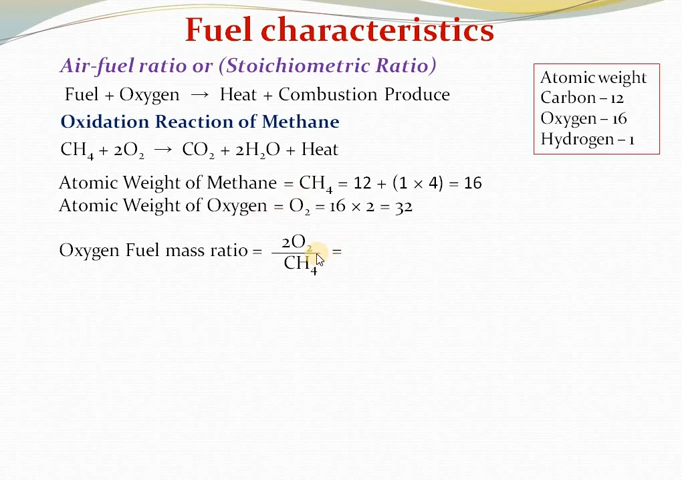 Fuel characteristics
Air-fuel ratio or (Stoichiometric Ratio)
Fuel + Oxygen → Heat + Combustion Produce
Oxidation Reaction of Methane
CH₄ + 2O₂ → CO₂ + 2H₂O + Heat
Atomic Weight of Methane = CH₄ = 12 + (1 × 4) = 16
Atomic Weight of Oxygen = O₂ = 16 × 2 = 32
Oxygen Fuel mass ratio = 2O₂ / CH₄ =
Atomic weight
Carbon – 12
Oxygen – 16
Hydrogen – 1